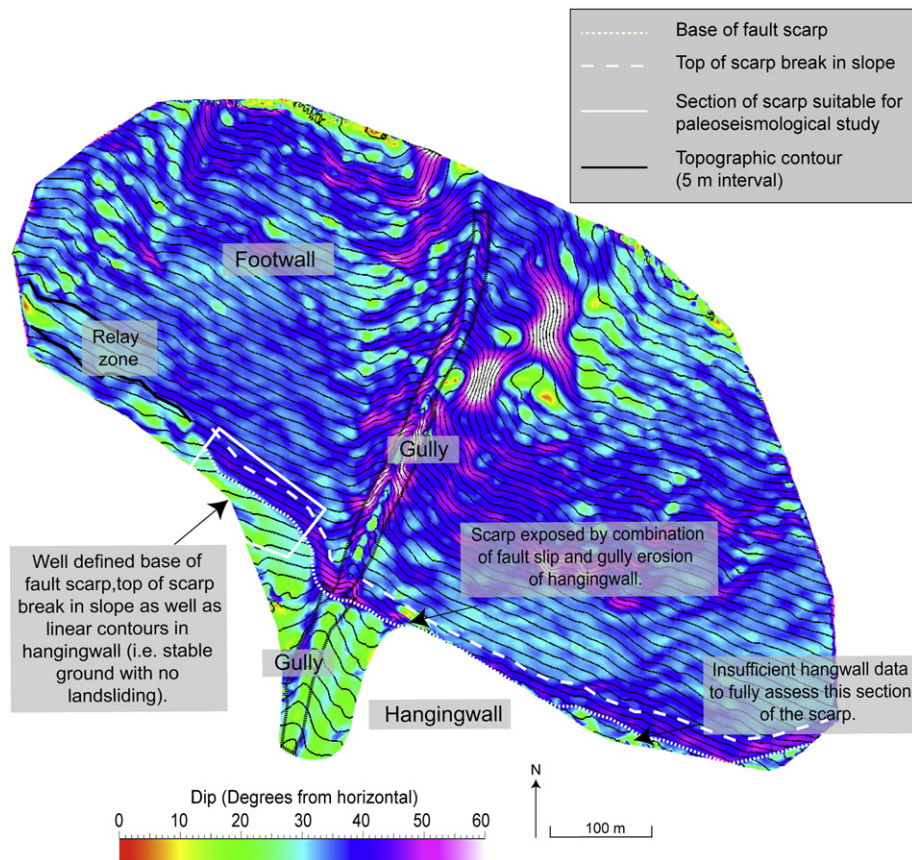 Base of fault scarp
Top of scarp break in slope
Section of scarp suitable for
paleoseismological study
Topographic contour
(5 m interval)
Footwall
Relay
zone
Gully
Scarp exposed by combination
of fault slip and gully erosion
of hangingwall.
Well defined base of
fault scarp,top of scarp
break in slope as well as
linear contours in
hangingwall (i.e. stable
ground with no
landsliding).
Gully
Insufficient hangwall data
to fully assess this section
of the scarp.
Hangingwall
Dip (Degrees from horizontal)
0 10 20 30 40 50 60
N
100 m